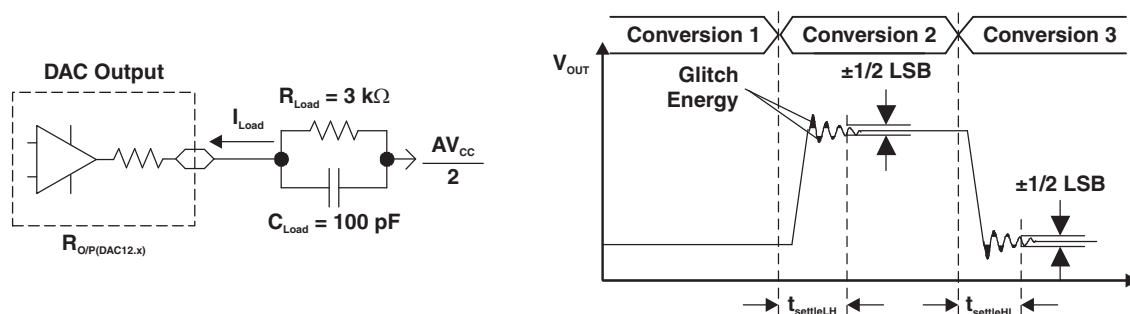 DAC Output
R_Load = 3 kΩ
I_Load
AV_CC
2
C_Load = 100 pF
R_O/P(DAC12.x)
Conversion 1
Conversion 2
Conversion 3
V_OUT
Glitch
Energy
±1/2 LSB
±1/2 LSB
t_settleLH
t_settleHL